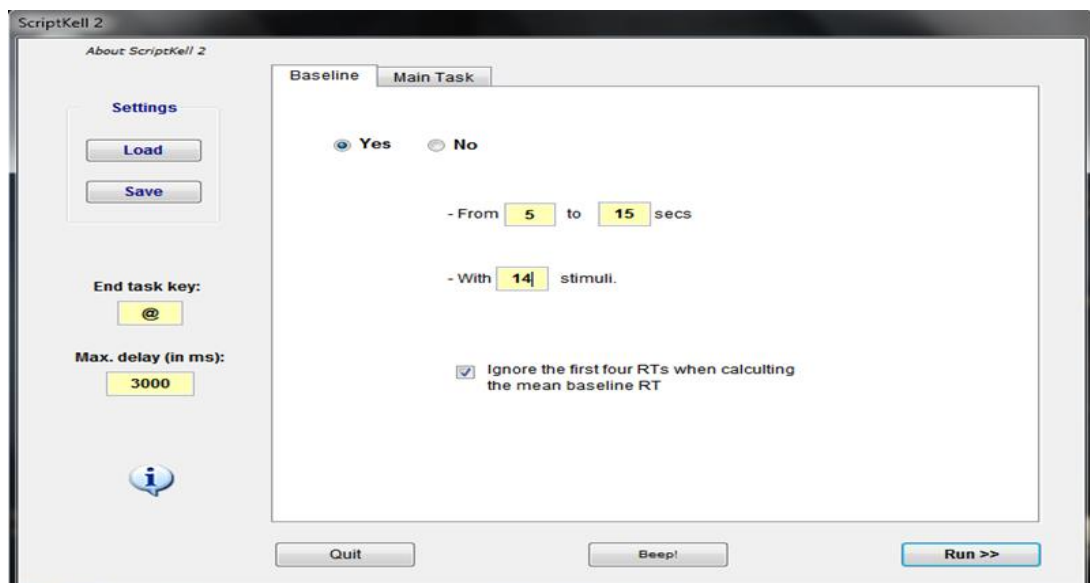 ScriptKell 2
About ScriptKell 2
Baseline
Main Task
Settings
Load
Save
Yes
No
- From 5 to 15 secs
- With 14 stimuli.
End task key:
@
Max. delay (in ms):
3000
Ignore the first four RTs when calculting
the mean baseline RT
Quit
Beep!
Run >>